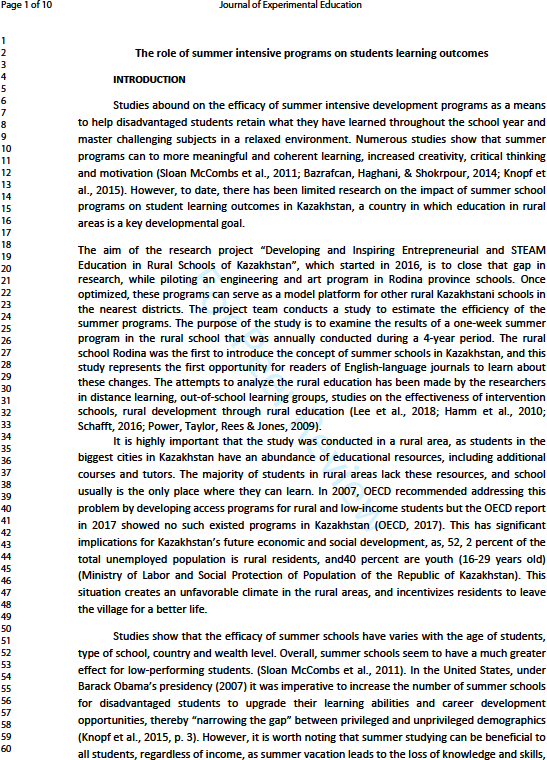 Page 1 of 10
Journal of Experimental Education
1
2
3
4
5
6
7
8
9
10
11
12
13
14
15
16
17
18
19
20
21
22
23
24
25
26
27
28
29
30
31
32
33
34
35
36
37
38
39
40
41
42
43
44
45
46
47
48
49
50
51
52
53
54
55
56
57
58
59
60
The role of summer intensive programs on students learning outcomes
INTRODUCTION
Studies abound on the efficacy of summer intensive development programs as a means
to help disadvantaged students retain what they have learned throughout the school year and
master challenging subjects in a relaxed environment. Numerous studies show that summer
programs can to more meaningful and coherent learning, increased creativity, critical thinking
and motivation (Sloan McCombs et al., 2011; Bazrafcan, Haghani, & Shokrpour, 2014; Knopf et
al., 2015). However, to date, there has been limited research on the impact of summer school
programs on student learning outcomes in Kazakhstan, a country in which education in rural
areas is a key developmental goal.
The aim of the research project “Developing and Inspiring Entrepreneurial and STEAM
Education in Rural Schools of Kazakhstan”, which started in 2016, is to close that gap in
research, while piloting an engineering and art program in Rodina province schools. Once
optimized, these programs can serve as a model platform for other rural Kazakhstani schools in
the nearest districts. The project team conducts a study to estimate the efficiency of the
summer programs. The purpose of the study is to examine the results of a one-week summer
program in the rural school that was annually conducted during a 4-year period. The rural
school Rodina was the first to introduce the concept of summer schools in Kazakhstan, and this
study represents the first opportunity for readers of English-language journals to learn about
these changes. The attempts to analyze the rural education has been made by the researchers
in distance learning, out-of-school learning groups, studies on the effectiveness of intervention
schools, rural development through rural education (Lee et al., 2018; Hamm et al., 2010;
Schafft, 2016; Power, Taylor, Rees & Jones, 2009).
It is highly important that the study was conducted in a rural area, as students in the
biggest cities in Kazakhstan have an abundance of educational resources, including additional
courses and tutors. The majority of students in rural areas lack these resources, and school
usually is the only place where they can learn. In 2007, OECD recommended addressing this
problem by developing access programs for rural and low-income students but the OECD report
in 2017 showed no such existed programs in Kazakhstan (OECD, 2017). This has significant
implications for Kazakhstan’s future economic and social development, as, 52, 2 percent of the
total unemployed population is rural residents, and40 percent are youth (16-29 years old)
(Ministry of Labor and Social Protection of Population of the Republic of Kazakhstan). This
situation creates an unfavorable climate in the rural areas, and incentivizes residents to leave
the village for a better life.
Studies show that the efficacy of summer schools have varies with the age of students,
type of school, country and wealth level. Overall, summer schools seem to have a much greater
effect for low-performing students. (Sloan McCombs et al., 2011). In the United States, under
Barack Obama’s presidency (2007) it was imperative to increase the number of summer schools
for disadvantaged students to upgrade their learning abilities and career development
opportunities, thereby “narrowing the gap” between privileged and unprivileged demographics
(Knopf et al., 2015, p. 3). However, it is worth noting that summer studying can be beneficial to
all students, regardless of income, as summer vacation leads to the loss of knowledge and skills,